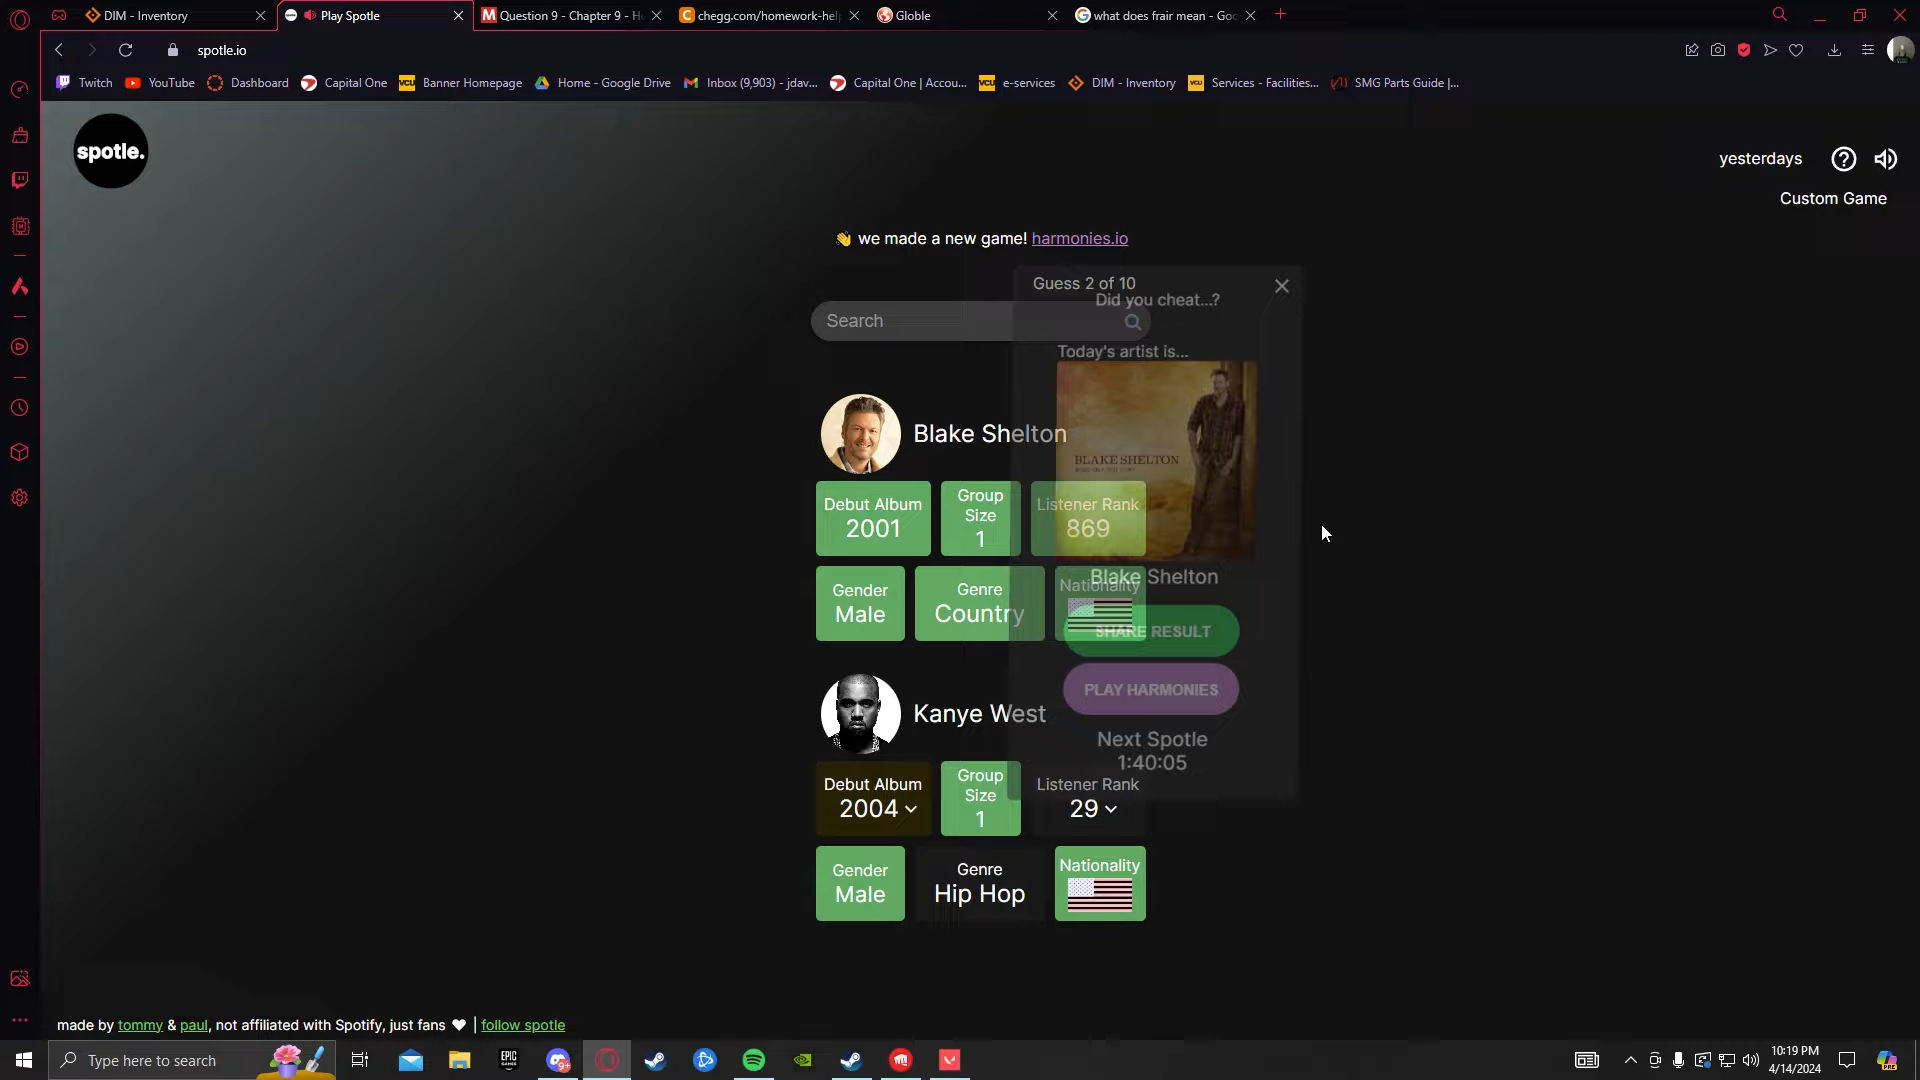 DIM - Inventory
Play Spotle
Question 9 - Chapter 9 - H
chegg.com/homework-hel
Globle
what does frair mean - Goo
spotle.io
Twitch
YouTube
Dashboard
Capital One
VCU
Banner Homepage
Home - Google Drive
Inbox (9,903) - jdav...
Capital One | Accou...
VCU
e-services
DIM - Inventory
VCU
Services - Facilities...
SMG Parts Guide |...
spotle.
yesterdays
Custom Game
👋 we made a new game! harmonies.io
Guess 2 of 10
Did you cheat...?
Search
Today's artist is...
BLAKE SHELTON
Blake Shelton
Debut Album
2001
Group
Size
1
Listener Rank
869
Blake Shelton
Gender
Male
Genre
Country
Nationality
SHARE RESULT
PLAY HARMONIES
Kanye West
Next Spotle
1:40:05
Debut Album
2004
Group
Size
1
Listener Rank
29
Gender
Male
Genre
Hip Hop
Nationality
made by tommy & paul, not affiliated with Spotify, just fans ❤ | follow spotle
Type here to search
EPIC
GAMES
9+
10:19 PM
4/14/2024
PRE